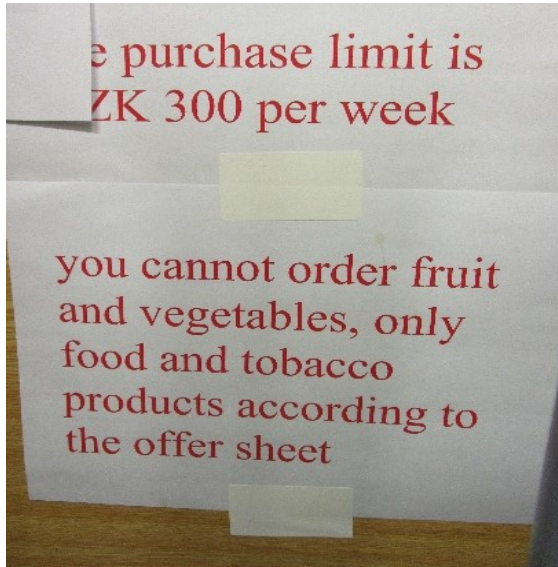 purchase limit is
300 per week
you cannot order fruit
and vegetables, only
food and tobacco
products according to
the offer sheet